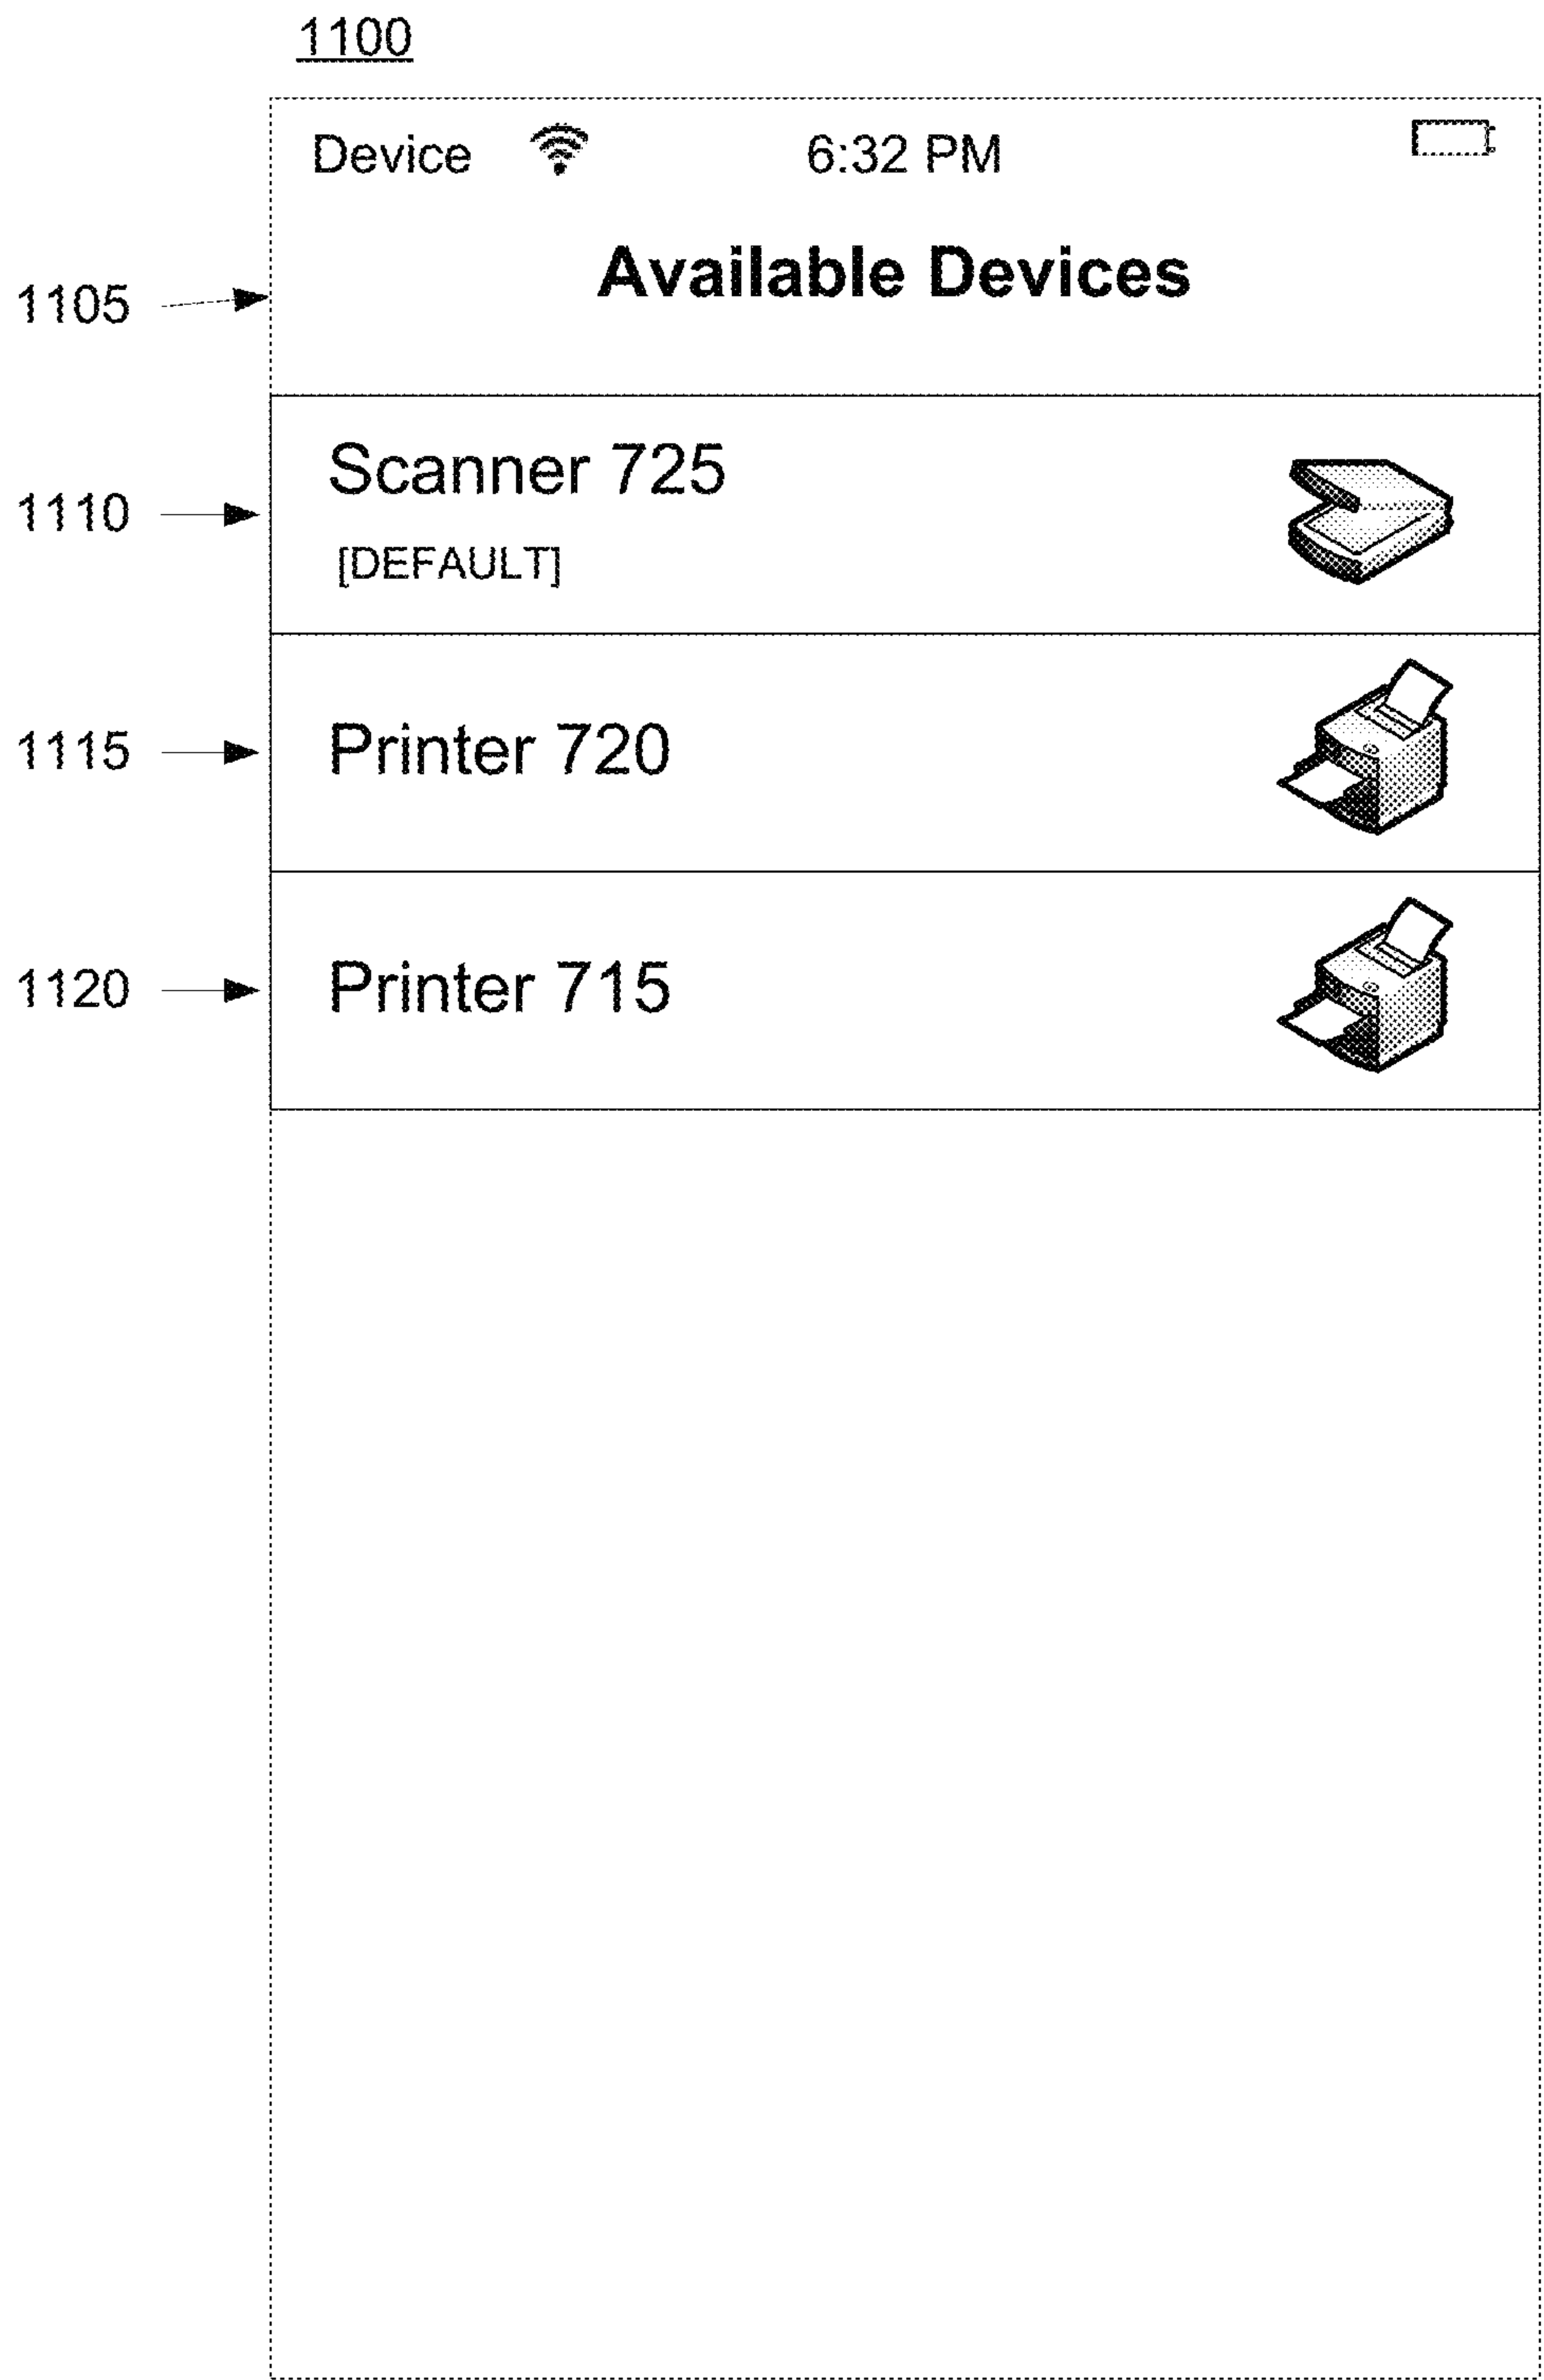 1100
Device 6:32 PM
Available Devices
1105
Scanner 725
1110
[DEFAULT]
1115 Printer 720
1120 Printer 715